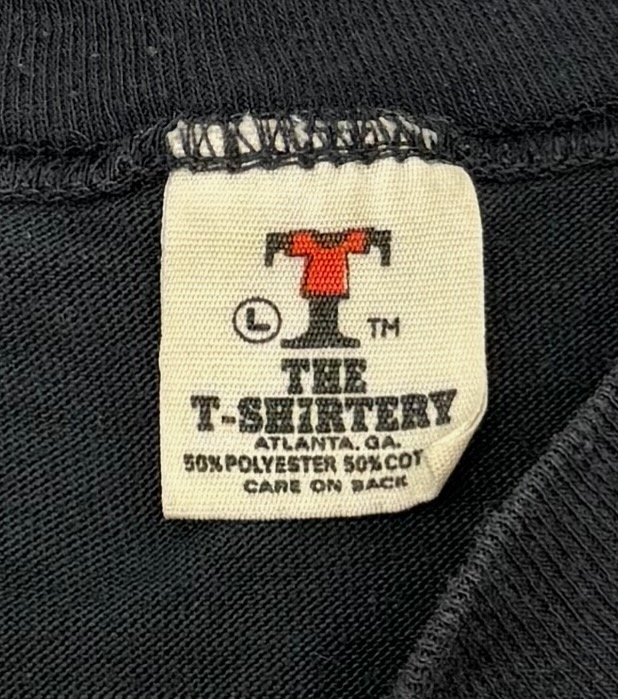 L TM
THE
T-SHIRTERY
ATLANTA, GA.
50% POLYESTER 50% COT
CARE ON BACK